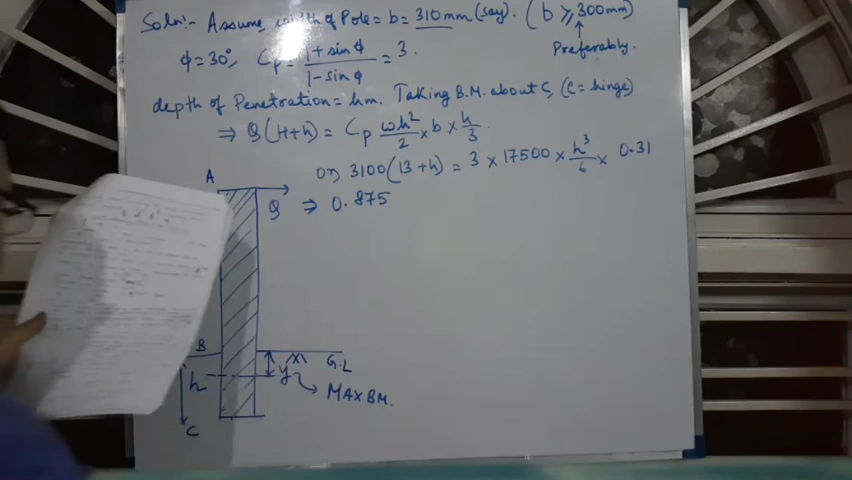 Soln:- Assume width of Pole = b = 310 mm (say). (b ≥ 300mm)
↑
Preferably.
φ = 30°, Cp = 1 + sin φ / 1 - sin φ = 3.
depth of Penetration = hm. Taking B.M. about C, (C = hinge)
⇒ Q (H+h) = Cp wh²/2 × b × h/3.
or, 3100 (13 + h) = 3 × 17500 × h³/6 × 0.31
⇒ 0.875
A
Q
B
G.L
h
y
MAX BM.
C